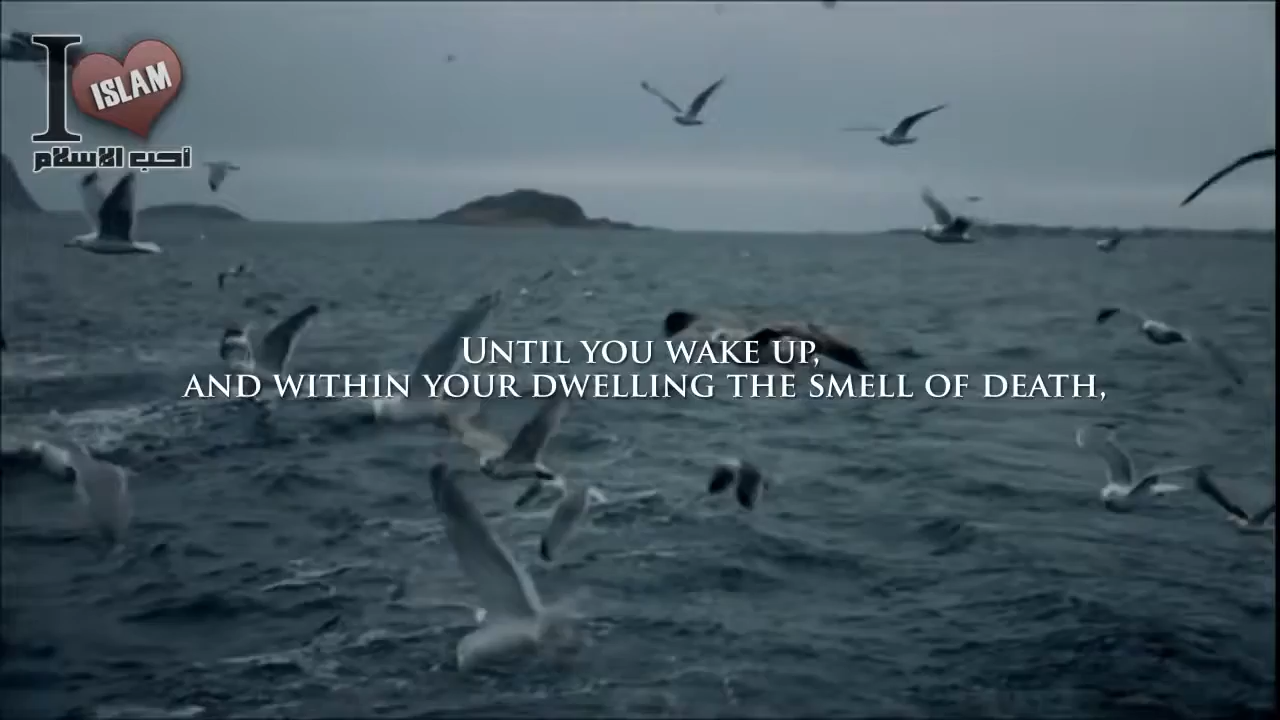 I
ISLAM
أحب الاسلام
UNTIL YOU WAKE UP,
AND WITHIN YOUR DWELLING THE SMELL OF DEATH,